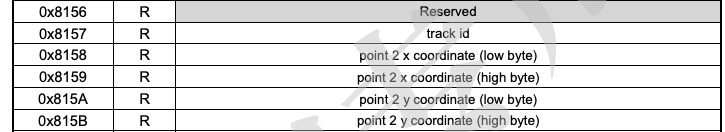 0x8156 R Reserved
0x8157 R track id
0x8158 R point 2 x coordinate (low byte)
0x8159 R point 2 x coordinate (high byte)
0x815A R point 2 y coordinate (low byte)
0x815B R point 2 y coordinate (high byte)